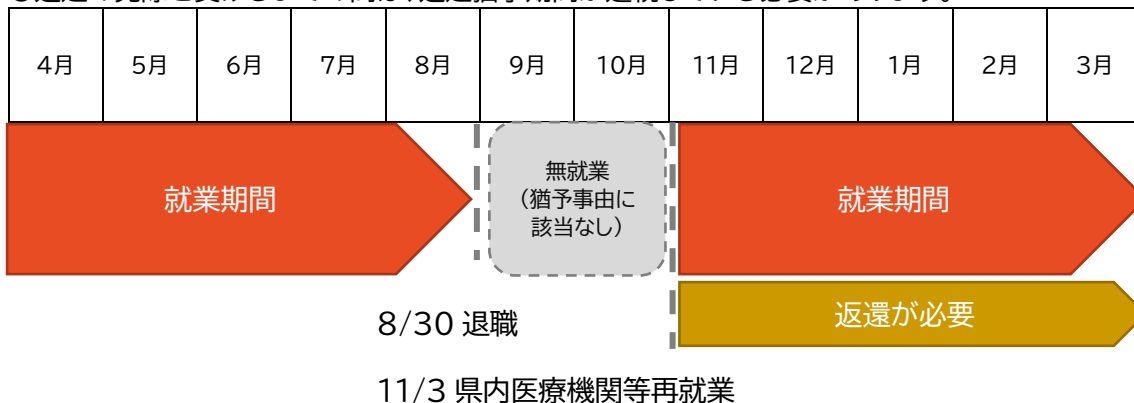 4月 5月 6月 7月 8月 9月 10月 11月 12月 1月 2月 3月
就業期間
無就業
(猶予事由に
該当なし)
就業期間
返還が必要
8/30 退職
11/3 県内医療機関等再就業